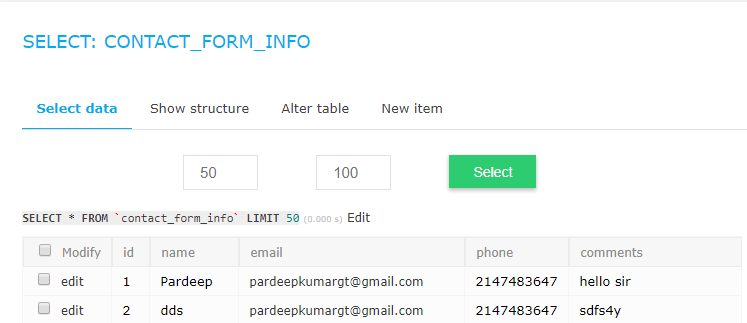 SELECT: CONTACT_FORM_INFO
Select data Show structure Alter table New item
50 100 Select
SELECT * FROM `contact_form_info` LIMIT 50 (0.000 s) Edit
Modify id name email phone comments
edit 1 Pardeep pardeepkumargt@gmail.com 2147483647 hello sir
edit 2 dds pardeepkumargt@gmail.com 2147483647 sdfs4y